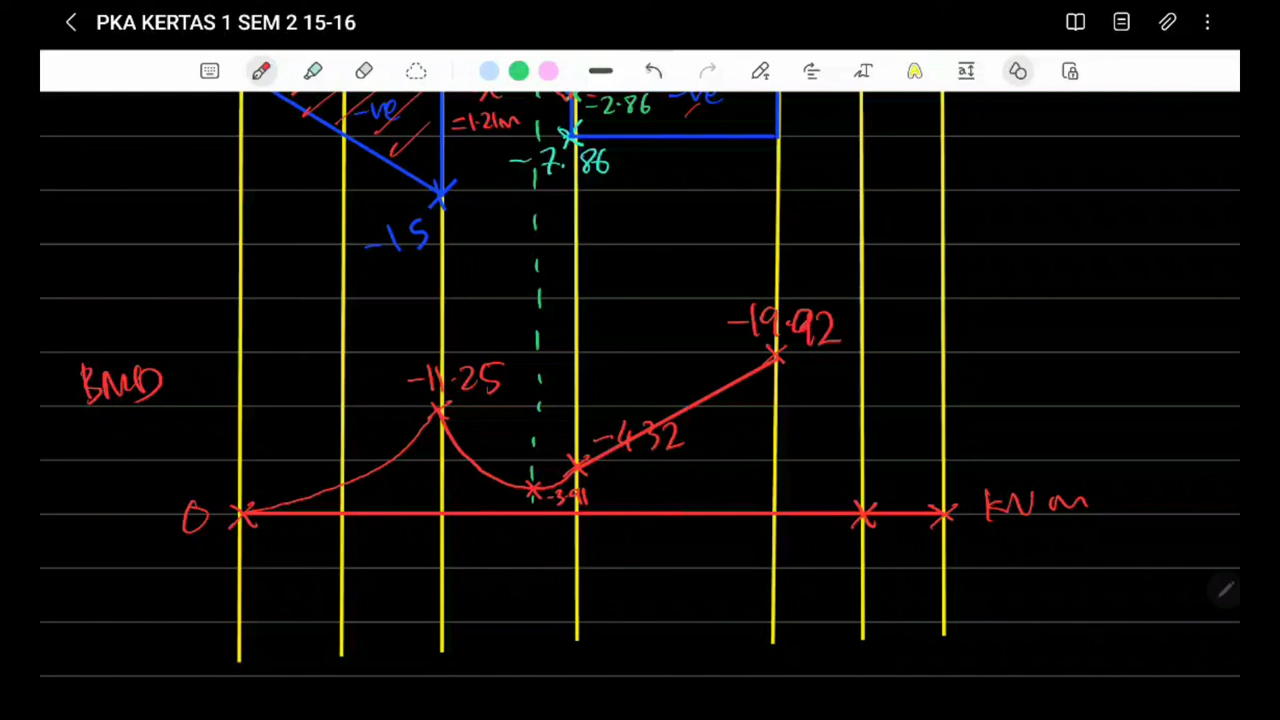 PKA KERTAS 1 SEM 2 15-16
-ve
=1.21m
=-2.86
-ve
-7.86
-15
-19.92
BMD
-11.25
-4.32
-3.91
0
kNm